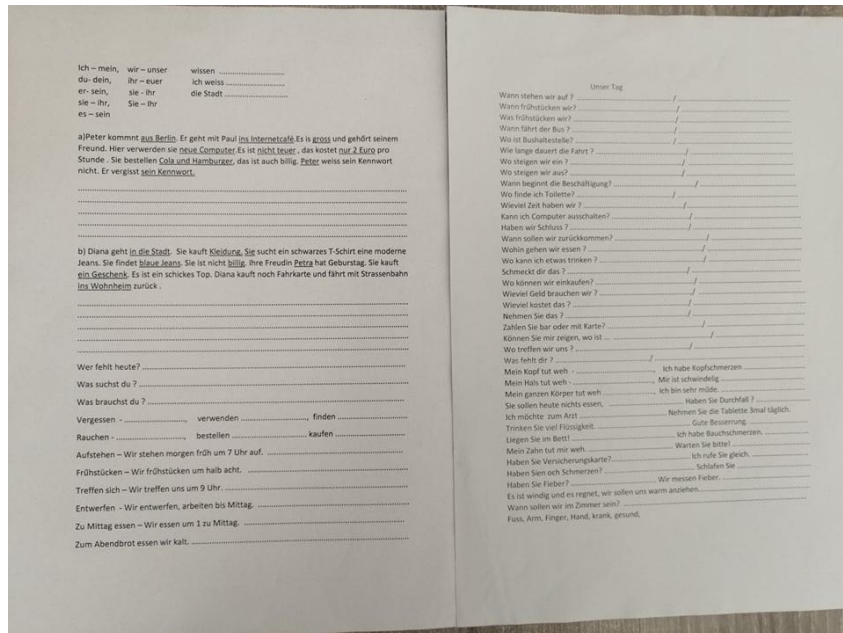 Ich – mein, wir – unser wissen ..............................
du- dein, ihr – euer ich weiss ..............................
er- sein, sie - ihr die Stadt ..............................
sie – ihr, Sie – Ihr
es – sein
a)Peter kommnt aus Berlin. Er geht mit Paul ins Internetcafé.Es is gross und gehört seinem
Freund. Hier verwerden sie neue Computer.Es ist nicht teuer , das kostet nur 2 Euro pro
Stunde . Sie bestellen Cola und Hamburger, das ist auch billig. Peter weiss sein Kennwort
nicht. Er vergisst sein Kennwort.
b) Diana geht in die Stadt. Sie kauft Kleidung. Sie sucht ein schwarzes T-Shirt eine moderne
Jeans. Sie findet blaue Jeans. Sie ist nicht billig. Ihre Freudin Petra hat Geburstag. Sie kauft
ein Geschenk. Es ist ein schickes Top. Diana kauft noch Fahrkarte und fährt mit Strassenbahn
ins Wohnheim zurück .
Wer fehlt heute? ..............................
Was suchst du ? ..............................
Was brauchst du ? ..............................
Vergessen - .............................., verwenden .............................. finden ..............................
Rauchen - .............................., bestellen .............................. kaufen ..............................
Aufstehen – Wir stehen morgen früh um 7 Uhr auf. ..............................
Frühstücken – Wir frühstücken um halb acht. ..............................
Treffen sich – Wir treffen uns um 9 Uhr. ..............................
Entwerfen - Wir entwerfen, arbeiten bis Mittag. ..............................
Zu Mittag essen – Wir essen um 1 zu Mittag. ..............................
Zum Abendbrot essen wir kalt. ..............................
Unser Tag
Wann stehen wir auf ? ............................../..............................
Wann frühstücken wir? ............................../..............................
Was frühstücken wir? ............................../..............................
Wann fährt der Bus ? ............................../..............................
Wo ist Bushaltestelle? ............................../..............................
Wie lange dauert die Fahrt ? ............................../..............................
Wo steigen wir ein ? ............................../..............................
Wo steigen wir aus? ............................../..............................
Wann beginnt die Beschäftigung? ............................../..............................
Wo finde ich Toilette? ............................../..............................
Wieviel Zeit haben wir ? ............................../..............................
Kann ich Computer ausschalten? ............................../..............................
Haben wir Schluss ? ............................../..............................
Wann sollen wir zurückkommen? ............................../..............................
Wohin gehen wir essen ? ............................../..............................
Wo kann ich etwas trinken ? ............................../..............................
Schmeckt dir das ? ............................../..............................
Wo können wir einkaufen? ............................../..............................
Wieviel Geld brauchen wir ? ............................../..............................
Wieviel kostet das ? ............................../..............................
Nehmen Sie das ? ............................../..............................
Zahlen Sie bar oder mit Karte? ............................../..............................
Können Sie mir zeigen, wo ist ... ............................../..............................
Wo treffen wir uns ? ............................../..............................
Was fehlt dir ? ............................../..............................
Mein Kopf tut weh - .............................., Ich habe Kopfschmerzen ..............................
Mein Hals tut weh - .............................., Mir ist schwindelig ..............................
Mein ganzen Körper tut weh .............................., Ich bin sehr müde. ..............................
Sie sollen heute nichts essen, .............................. Haben Sie Durchfall ? ..............................
Ich möchte zum Arzt .............................. Nehmen Sie die Tablette 3mal täglich.
Trinken Sie viel Flüssigkeit. .............................. Gute Besserung. ..............................
Liegen Sie im Bett! .............................. Ich habe Bauchschmerzen. ..............................
Mein Zahn tut mir weh. .............................. Warten Sie bitte! ..............................
Haben Sie Versicherungskarte? .............................. Ich rufe Sie gleich. ..............................
Haben Sien och Schmerzen? .............................. Schlafen Sie ..............................
Haben Sie Fieber? .............................. Wir messen Fieber. ..............................
Es ist windig und es regnet, wir sollen uns warm anziehen. ..............................
Wann sollen wir im Zimmer sein? ..............................
Fuss, Arm, Finger, Hand, krank, gesund,